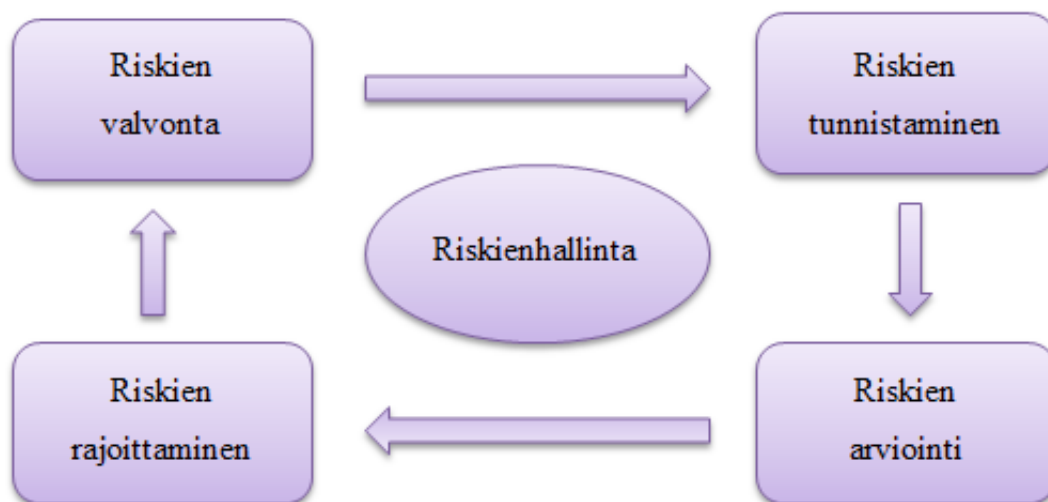 Riskien
valvonta
Riskien
tunnistaminen
Riskienhallinta
Riskien
rajoittaminen
Riskien
arviointi